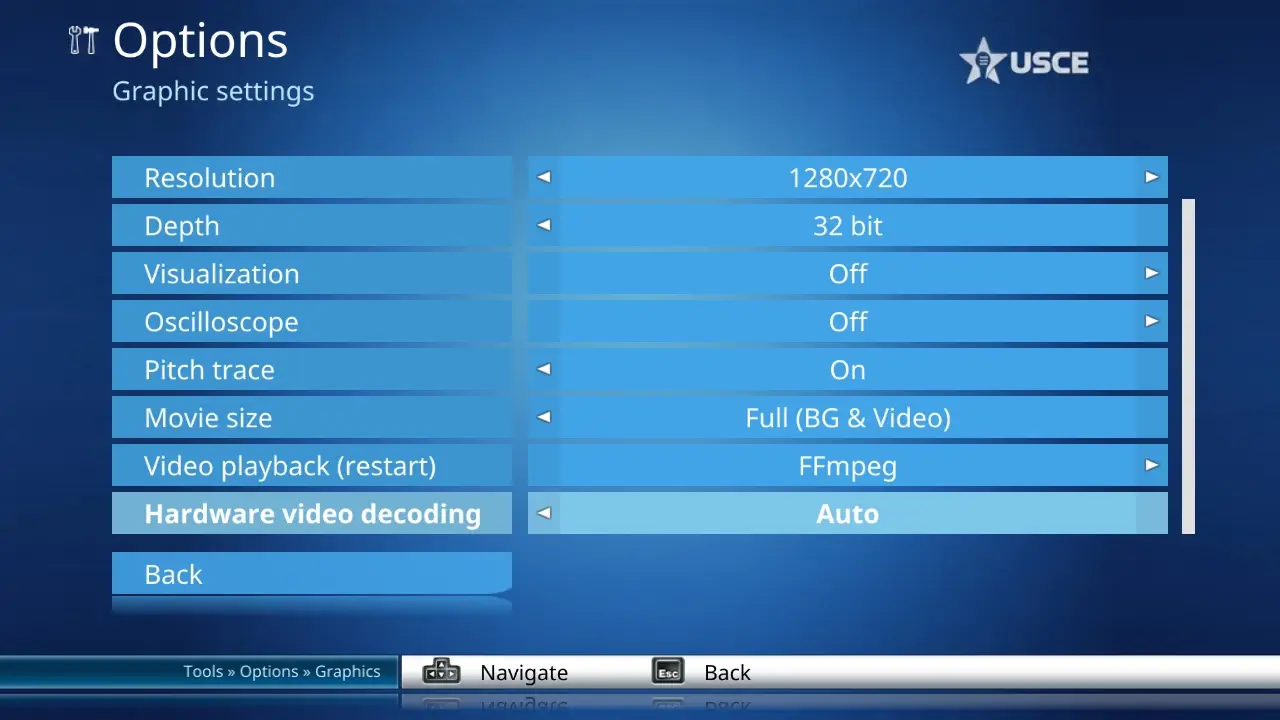 Options
Graphic settings
USCE
Resolution 1280x720
Depth 32 bit
Visualization Off
Oscilloscope Off
Pitch trace On
Movie size Full (BG & Video)
Video playback (restart) FFmpeg
Hardware video decoding Auto
Back
Tools » Options » Graphics Navigate Esc Back